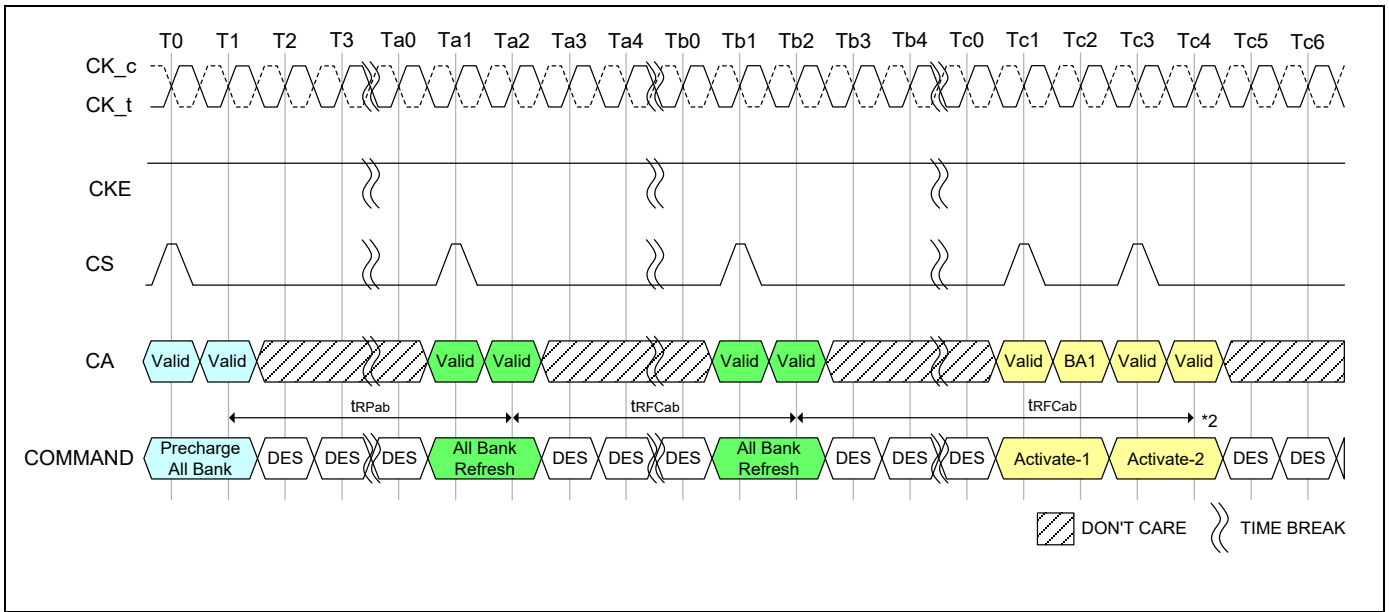 T0 T1 T2 T3 Ta0 Ta1 Ta2 Ta3 Ta4 Tb0 Tb1 Tb2 Tb3 Tb4 Tc0 Tc1 Tc2 Tc3 Tc4 Tc5 Tc6
CK_c
CK_t
CKE
CS
CA Valid Valid Valid Valid Valid Valid Valid BA1 Valid Valid
tRPab tRFCab tRFCab *2
COMMAND Precharge All Bank DES DES DES All Bank Refresh DES DES DES All Bank Refresh DES DES DES Activate-1 Activate-2 DES DES
DON'T CARE TIME BREAK